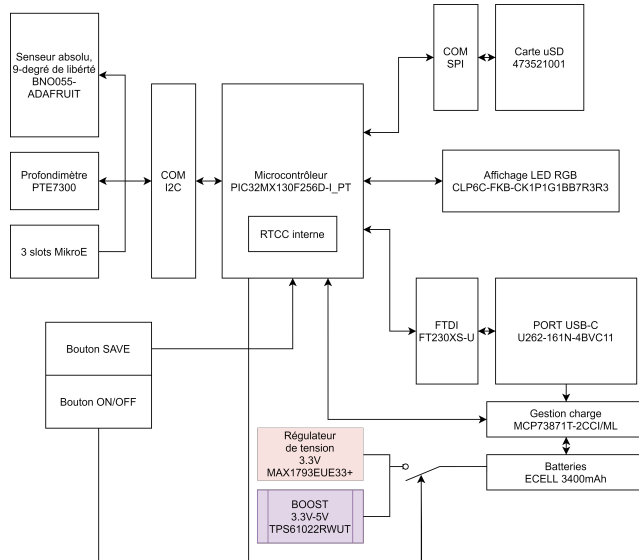 Senseur absolu,
9-degré de libérté
BNO055-
ADAFRUIT
Profondimètre
PTE7300
3 slots MikroE
COM
I2C
Microcontrôleur
PIC32MX130F256D-I_PT
RTCC interne
COM
SPI
Carte uSD
473521001
Affichage LED RGB
CLP6C-FKB-CK1P1G1BB7R3R3
FTDI
FT230XS-U
PORT USB-C
U262-161N-4BVC11
Bouton SAVE
Bouton ON/OFF
Gestion charge
MCP73871T-2CCI/ML
Régulateur
de tension
3.3V
MAX1793EUE33+
Batteries
ECELL 3400mAh
BOOST
3.3V-5V
TPS61022RWUT